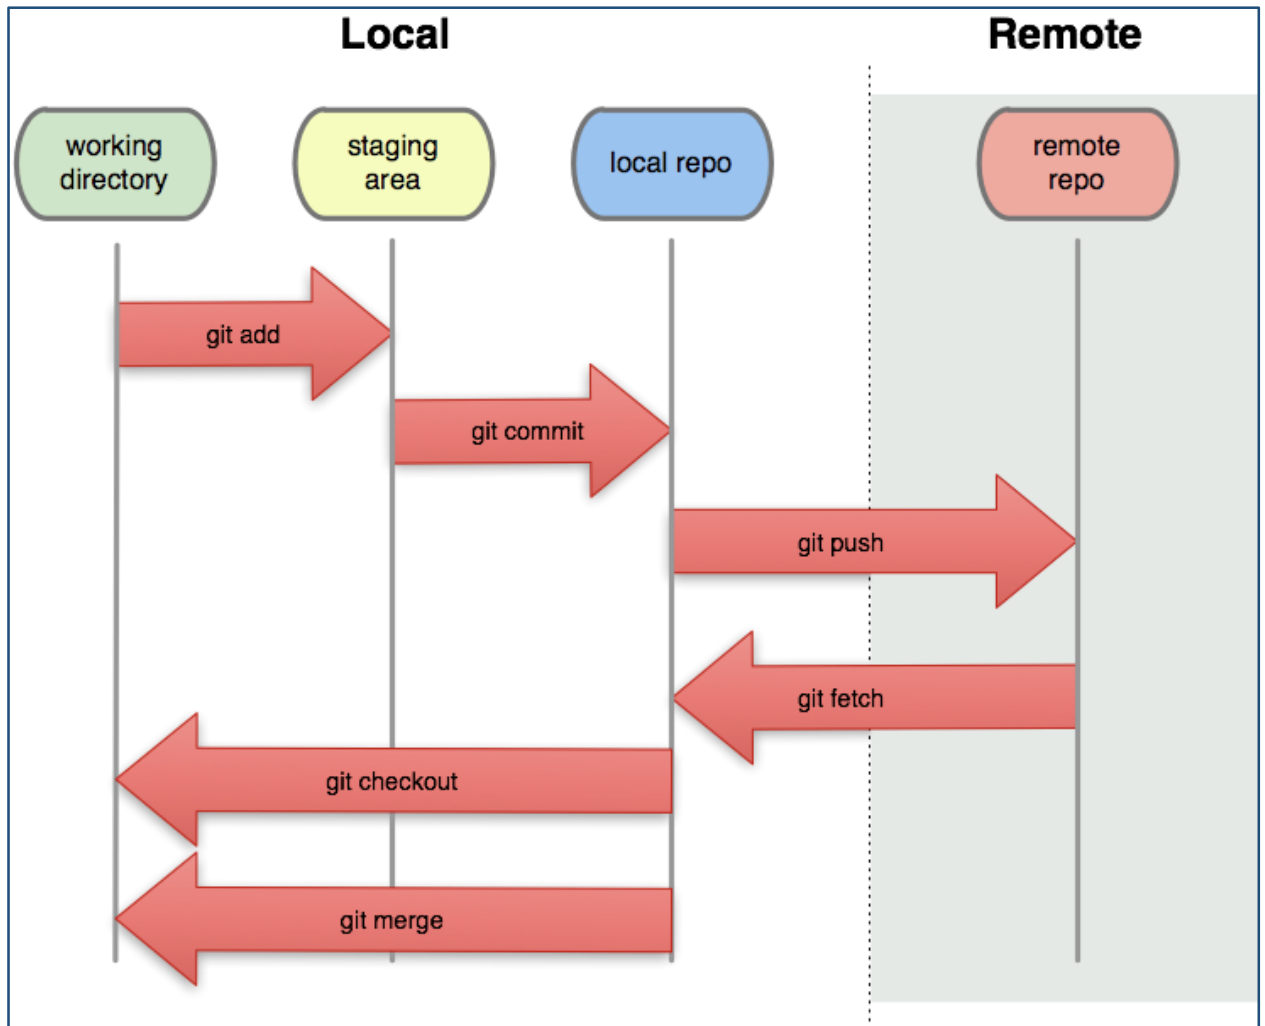 Local
Remote
working
directory
staging
area
local repo
remote
repo
git add
git commit
git push
git fetch
git checkout
git merge